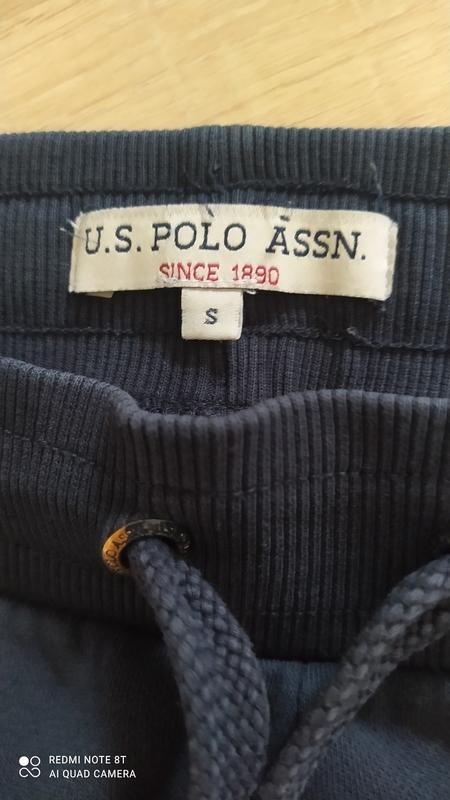 U.S. POLO ASSN.
SINCE 1890
S
REDMI NOTE 8T
AI QUAD CAMERA